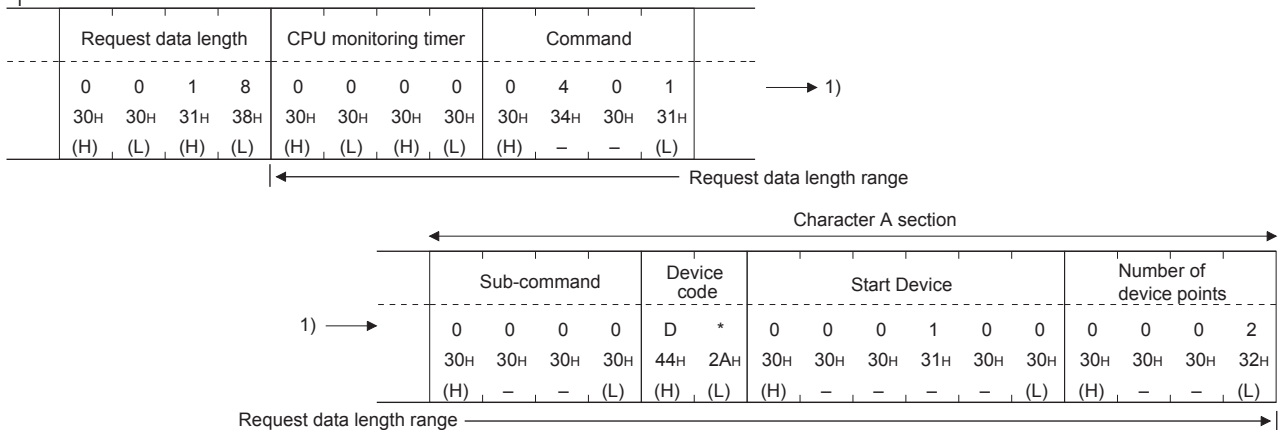 Request data length CPU monitoring timer Command
0 0 1 8 0 0 0 0 0 4 0 1 1)
30H 30H 31H 38H 30H 30H 30H 30H 30H 34H 30H 31H
(H) (L) (H) (L) (H) (L) (H) (L) (H) – – (L)
Request data length range
Character A section
Sub-command Device code Start Device Number of device points
1) 0 0 0 0 D * 0 0 0 1 0 0 0 0 0 2
30H 30H 30H 30H 44H 2AH 30H 30H 30H 31H 30H 30H 30H 30H 30H 32H
(H) – – (L) (H) (L) (H) – – – – (L) (H) – – (L)
Request data length range